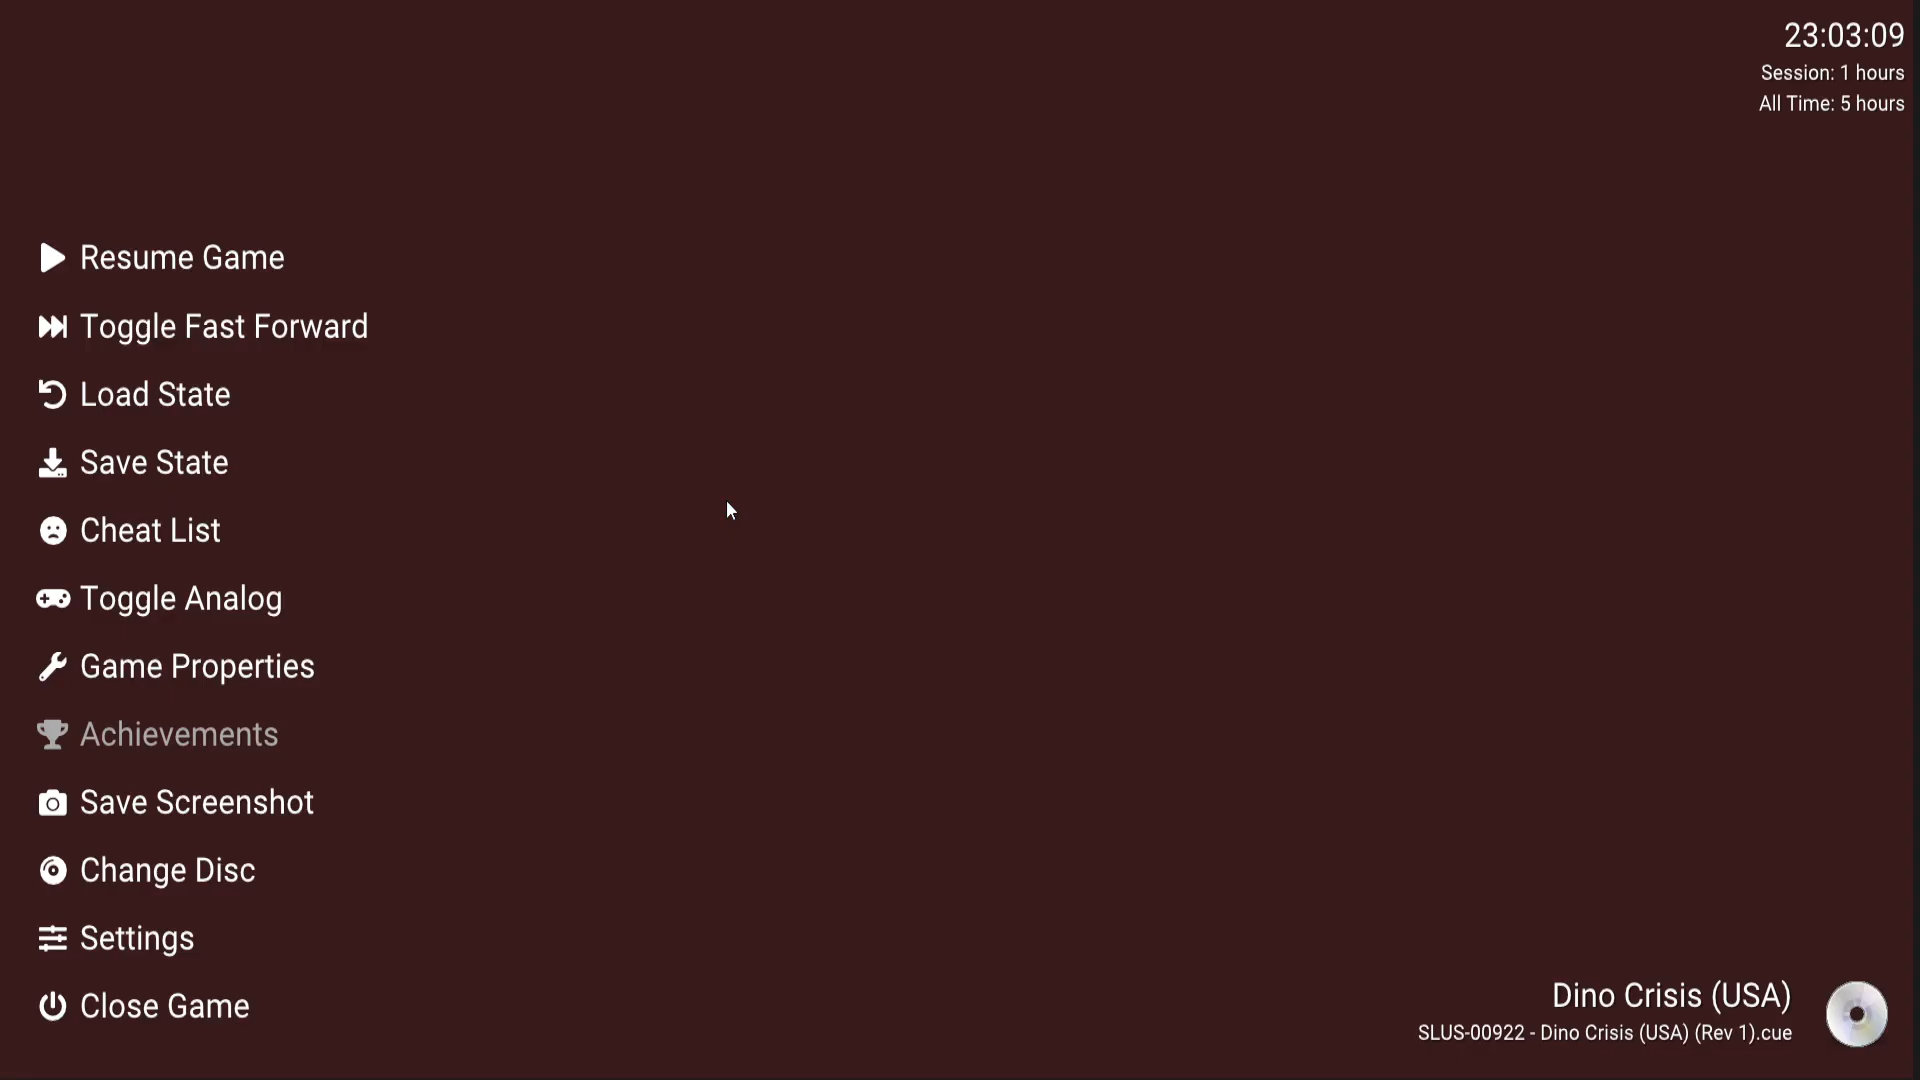 23:03:09
Session: 1 hours
All Time: 5 hours
Resume Game
Toggle Fast Forward
Load State
Save State
Cheat List
Toggle Analog
Game Properties
Achievements
Save Screenshot
Change Disc
Settings
Close Game
Dino Crisis (USA)
SLUS-00922 - Dino Crisis (USA) (Rev 1).cue